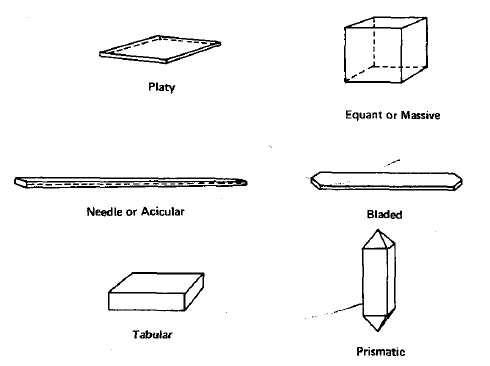 Platy
Equant or Massive
Needle or Acicular
Bladed
Tabular
Prismatic